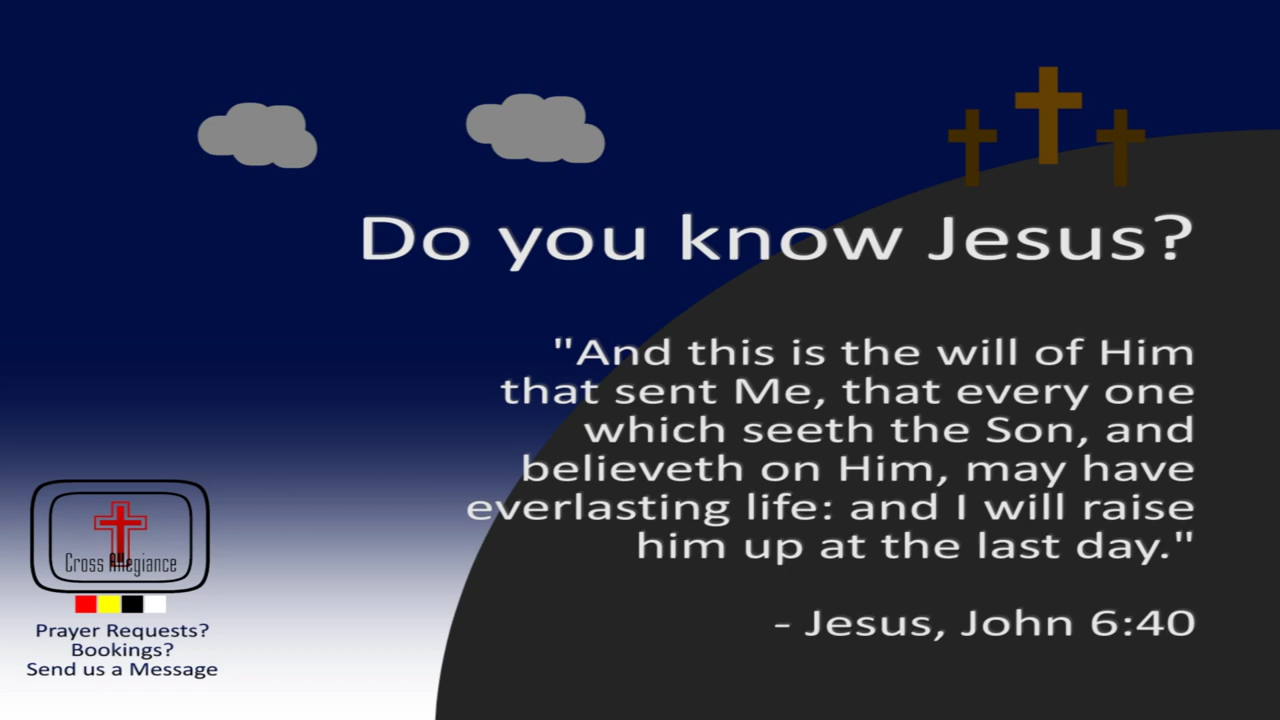 Do you know Jesus?
"And this is the will of Him
that sent Me, that every one
which seeth the Son, and
believeth on Him, may have
everlasting life: and I will raise
him up at the last day."
- Jesus, John 6:40
Cross Allegiance
Prayer Requests?
Bookings?
Send us a Message